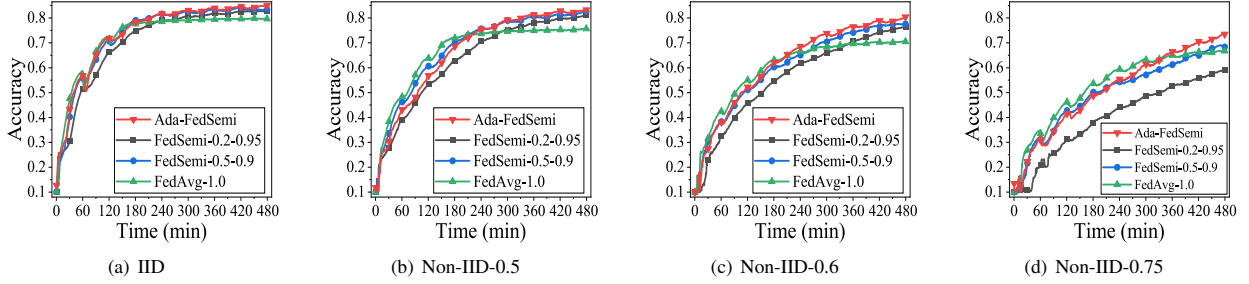 Accuracy
0.8
0.7
0.6
0.5
0.4
0.3
0.2
0.1
Ada-FedSemi
FedSemi-0.2-0.95
FedSemi-0.5-0.9
FedAvg-1.0
0 60 120 180 240 300 360 420 480
Time (min)
(a) IID
Accuracy
0.8
0.7
0.6
0.5
0.4
0.3
0.2
0.1
Ada-FedSemi
FedSemi-0.2-0.95
FedSemi-0.5-0.9
FedAvg-1.0
0 60 120 180 240 300 360 420 480
Time (min)
(b) Non-IID-0.5
Accuracy
0.8
0.7
0.6
0.5
0.4
0.3
0.2
0.1
Ada-FedSemi
FedSemi-0.2-0.95
FedSemi-0.5-0.9
FedAvg-1.0
0 60 120 180 240 300 360 420 480
Time (min)
(c) Non-IID-0.6
Accuracy
0.8
0.7
0.6
0.5
0.4
0.3
0.2
0.1
Ada-FedSemi
FedSemi-0.2-0.95
FedSemi-0.5-0.9
FedAvg-1.0
0 60 120 180 240 300 360 420 480
Time (min)
(d) Non-IID-0.75